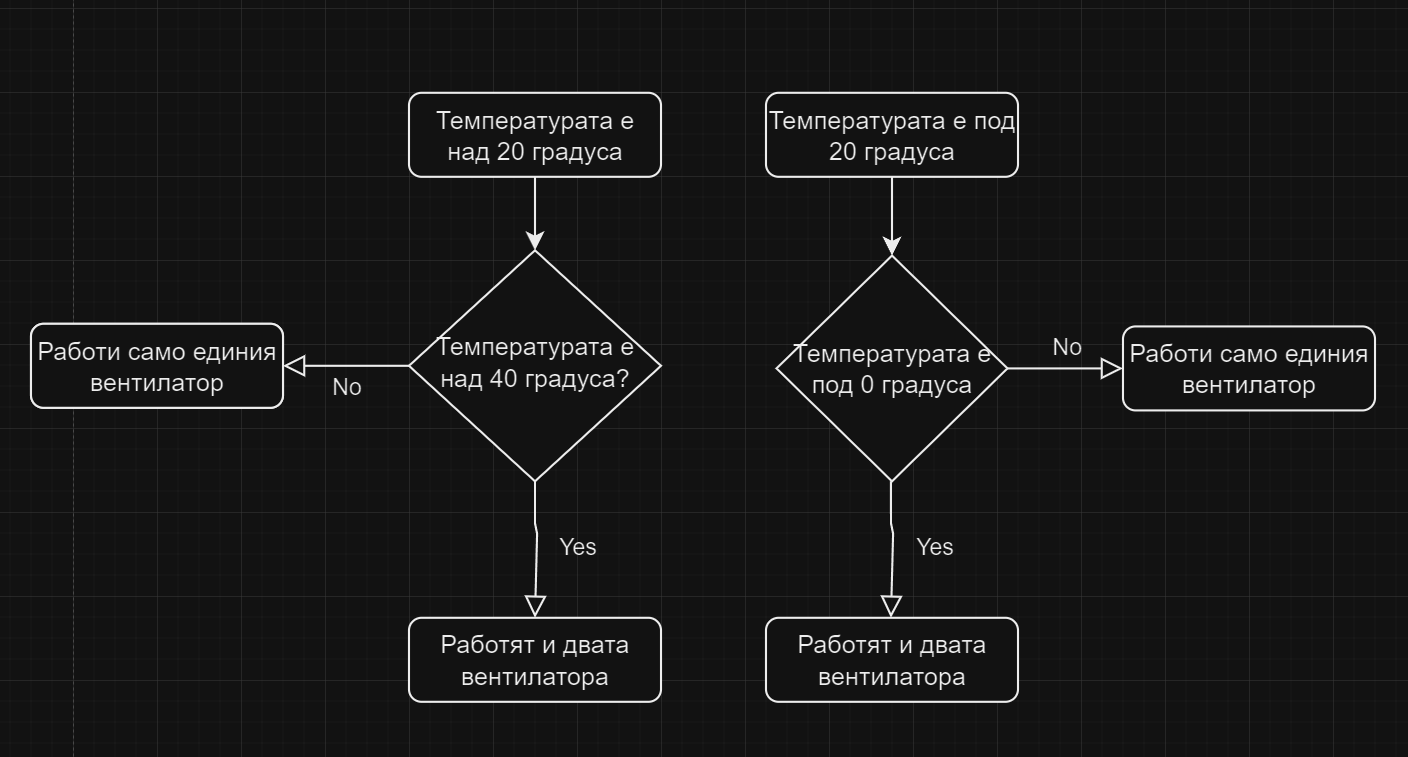 Температурата е
над 20 градуса
Температурата е под
20 градуса
Температурата е
над 40 градуса?
Температурата е
под 0 градуса
Работи само единия
вентилатор
No
No
Работи само единия
вентилатор
Yes
Yes
Работят и двата
вентилатора
Работят и двата
вентилатора